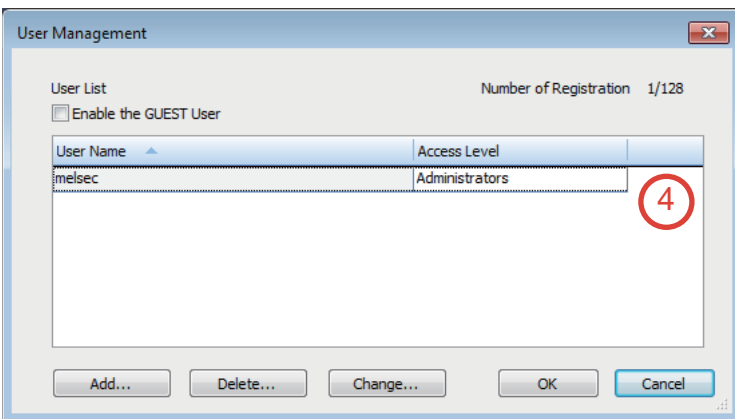 User Management
User List
Number of Registration 1/128
Enable the GUEST User
User Name Access Level
melsec Administrators
4
Add... Delete... Change... OK Cancel